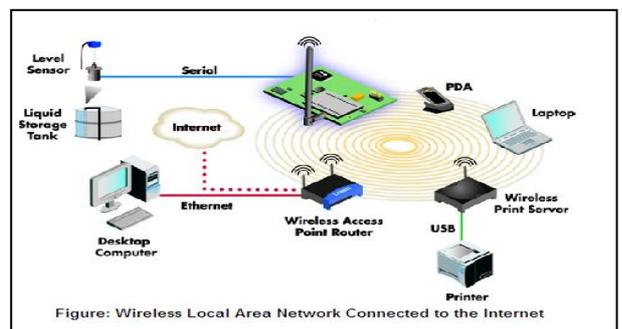 Level
Sensor
Serial
PDA
Liquid
Storage
Tank
Internet
Laptop
Ethernet
Wireless Access
Point Router
Wireless
Print Server
USB
Desktop
Computer
Printer
Figure: Wireless Local Area Network Connected to the Internet